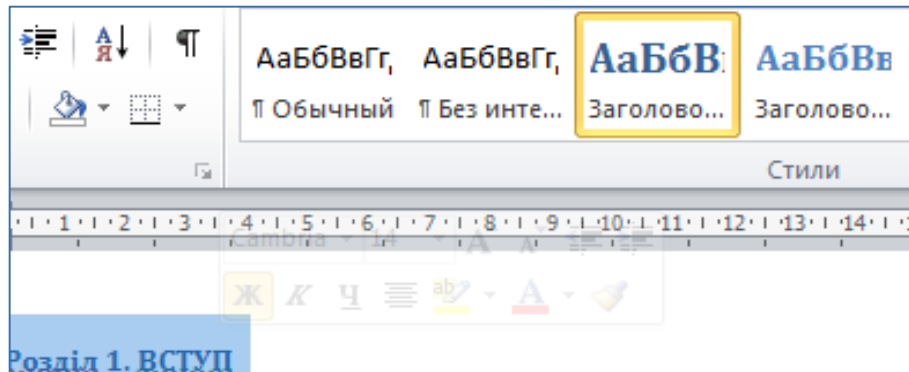 АаБбВвГг, АаБбВвГг, АаБбВ АаБбВв
¶ Обычный ¶ Без инте... Заголово... Заголово...
Стили
1 2 3 4 5 6 7 8 9 10 11 12 13 14
Cambria 14 А А
Ж К Ч ab А
Розділ 1. ВСТУП